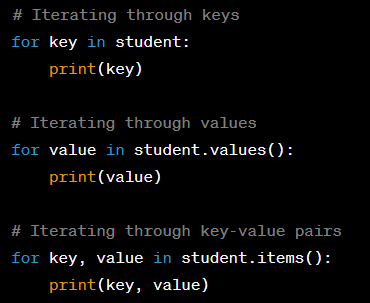 # Iterating through keys
for key in student:
    print(key)

# Iterating through values
for value in student.values():
    print(value)

# Iterating through key-value pairs
for key, value in student.items():
    print(key, value)